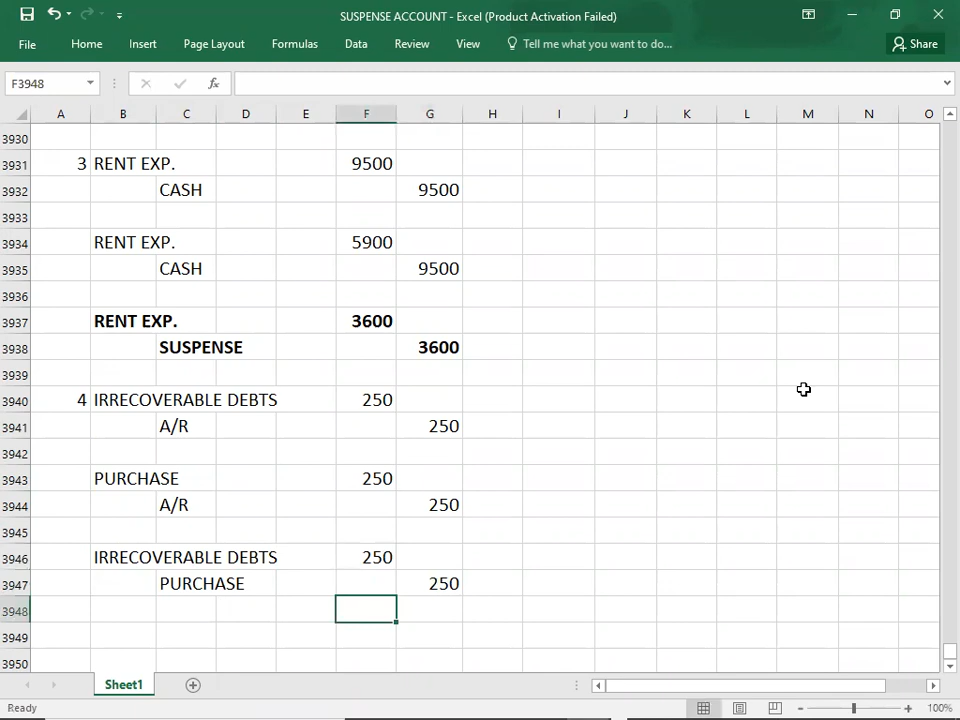 SUSPENSE ACCOUNT - Excel (Product Activation Failed)
File Home Insert Page Layout Formulas Data Review View Tell me what you want to do... Share
F3948 fx
A B C D E F G H I J K L M N O
3930
3931 3 RENT EXP. 9500
3932 CASH 9500
3933
3934 RENT EXP. 5900
3935 CASH 9500
3936
3937 RENT EXP. 3600
3938 SUSPENSE 3600
3939
3940 4 IRRECOVERABLE DEBTS 250
3941 A/R 250
3942
3943 PURCHASE 250
3944 A/R 250
3945
3946 IRRECOVERABLE DEBTS 250
3947 PURCHASE 250
3948
3949
3950
Sheet1
Ready 100%